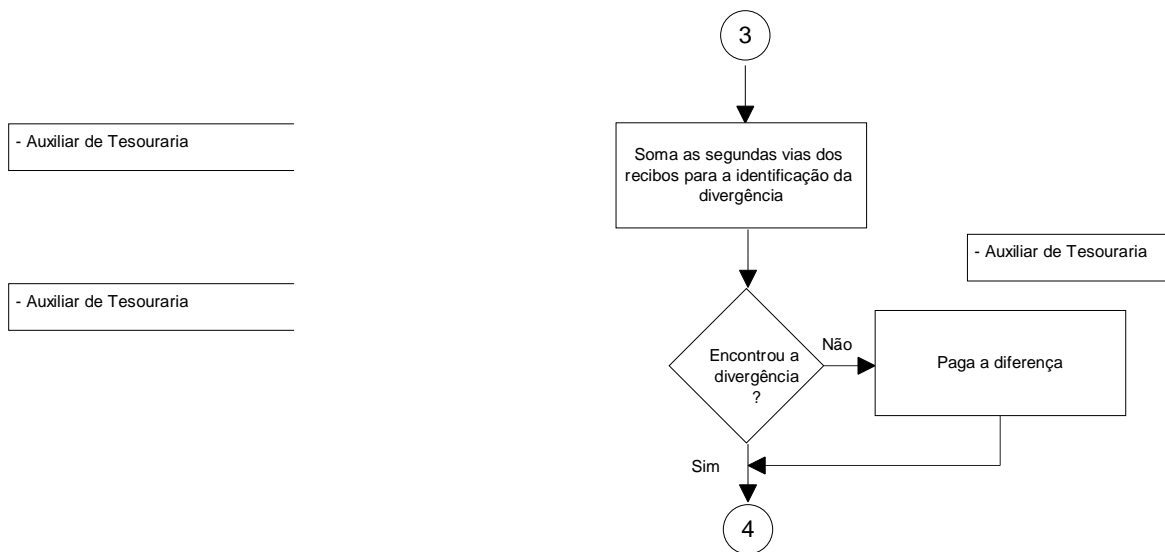 3
- Auxiliar de Tesouraria
Soma as segundas vias dos
recibos para a identificação da
divergência
- Auxiliar de Tesouraria
- Auxiliar de Tesouraria
Encontrou a
divergência
?
Não
Paga a diferença
Sim
4